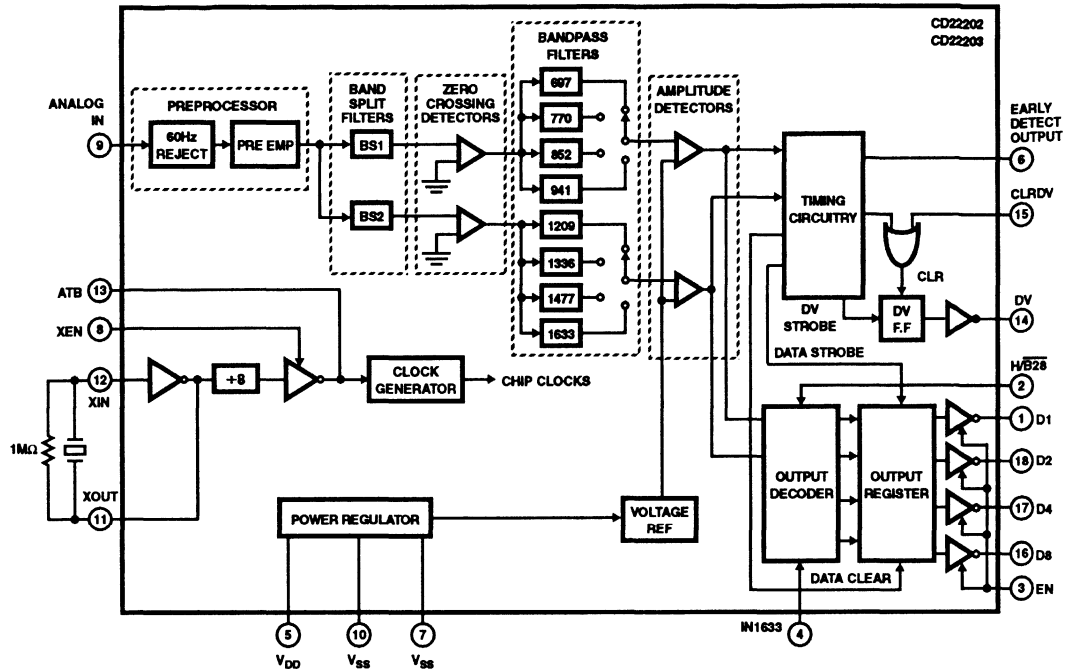 CD22202
CD22203
ANALOG
IN
9
PREPROCESSOR
60Hz
REJECT
PRE EMP
BAND
SPLIT
FILTERS
BS1
BS2
ZERO
CROSSING
DETECTORS
BANDPASS
FILTERS
697
770
852
941
1209
1336
1477
1633
AMPLITUDE
DETECTORS
TIMING
CIRCUITRY
EARLY
DETECT
OUTPUT
6
CLRDV
15
CLR
DV
F.F
DV
14
DV
STROBE
DATA STROBE
H/B28
2
ATB
13
XEN
8
12
XIN
÷8
CLOCK
GENERATOR
CHIP CLOCKS
1MΩ
XOUT
11
OUTPUT
DECODER
OUTPUT
REGISTER
1 D1
18 D2
17 D4
16 D8
3 EN
POWER REGULATOR
VOLTAGE
REF
DATA CLEAR
IN1633
4
5
VDD
10
VSS
7
VSS